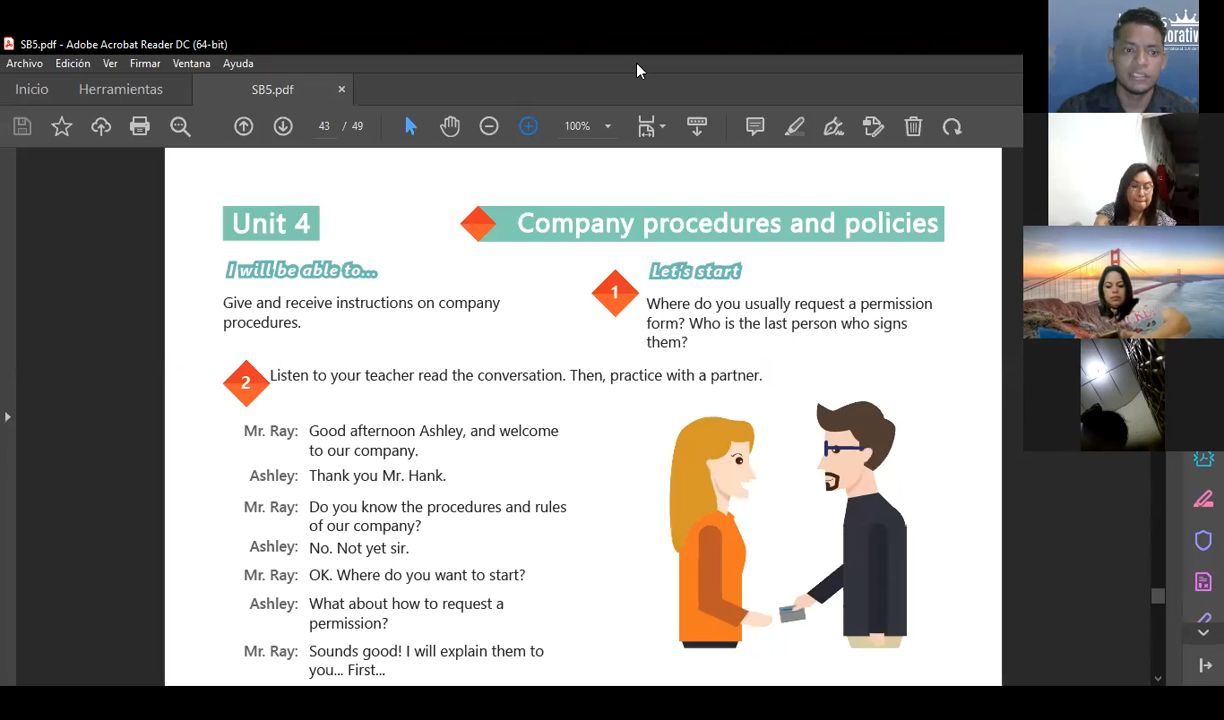 SB5.pdf - Adobe Acrobat Reader DC (64-bit)
Archivo Edición Ver Firmar Ventana Ayuda
Inicio Herramientas SB5.pdf ×
43 / 49 100%
Unit 4
Company procedures and policies
I will be able to...
Give and receive instructions on company
procedures.
Let's start
1
Where do you usually request a permission
form? Who is the last person who signs
them?
2
Listen to your teacher read the conversation. Then, practice with a partner.
Mr. Ray: Good afternoon Ashley, and welcome
to our company.
Ashley: Thank you Mr. Hank.
Mr. Ray: Do you know the procedures and rules
of our company?
Ashley: No. Not yet sir.
Mr. Ray: OK. Where do you want to start?
Ashley: What about how to request a
permission?
Mr. Ray: Sounds good! I will explain them to
you... First...